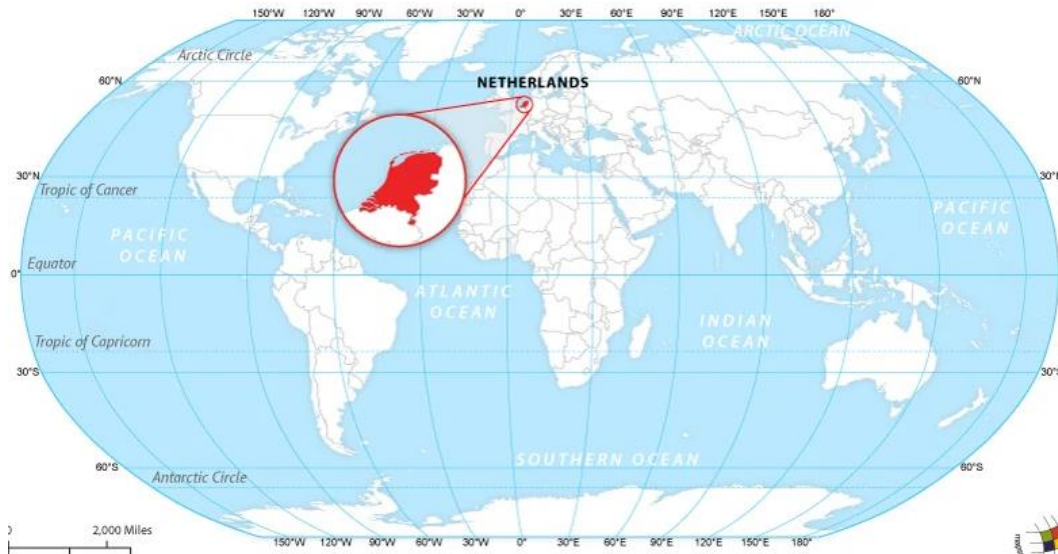 150°W 120°W 90°W 60°W 30°W 0° 30°E 60°E 90°E 120°E 150°E 180°
ARCTIC OCEAN
Arctic Circle
60°N 60°N
NETHERLANDS
30°N 30°N
Tropic of Cancer
PACIFIC
OCEAN
PACIFIC
OCEAN
Equator
0° 0°
ATLANTIC
OCEAN
INDIAN
OCEAN
Tropic of Capricorn
30°S 30°S
SOUTHERN OCEAN
60°S 60°S
Antarctic Circle
0 2,000 Miles
150°W 120°W 90°W 60°W 30°W 0° 30°E 60°E 90°E 120°E 150°E